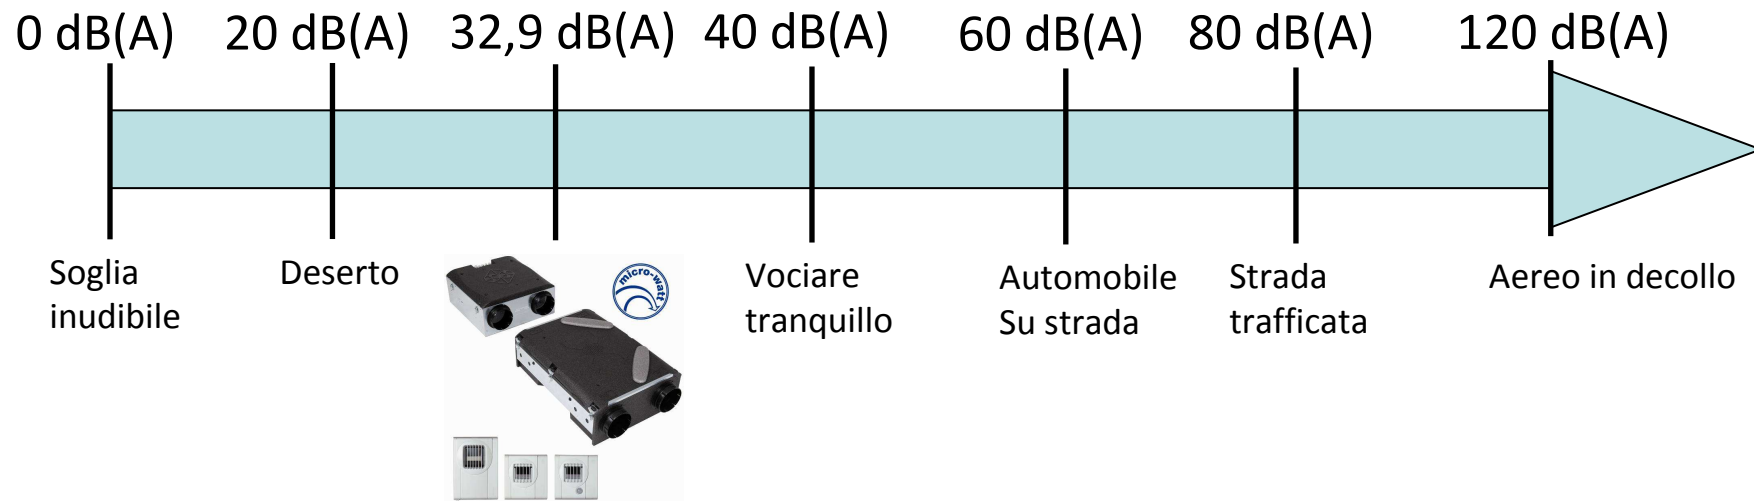 0 dB(A) 20 dB(A) 32,9 dB(A) 40 dB(A) 60 dB(A) 80 dB(A) 120 dB(A)
Soglia
inudibile
Deserto
micro-watt
Vociare
tranquillo
Automobile
Su strada
Strada
trafficata
Aereo in decollo